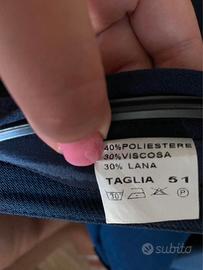 40%POLIESTERE
30%VISCOSA
30% LANA
TAGLIA 51
P
subito